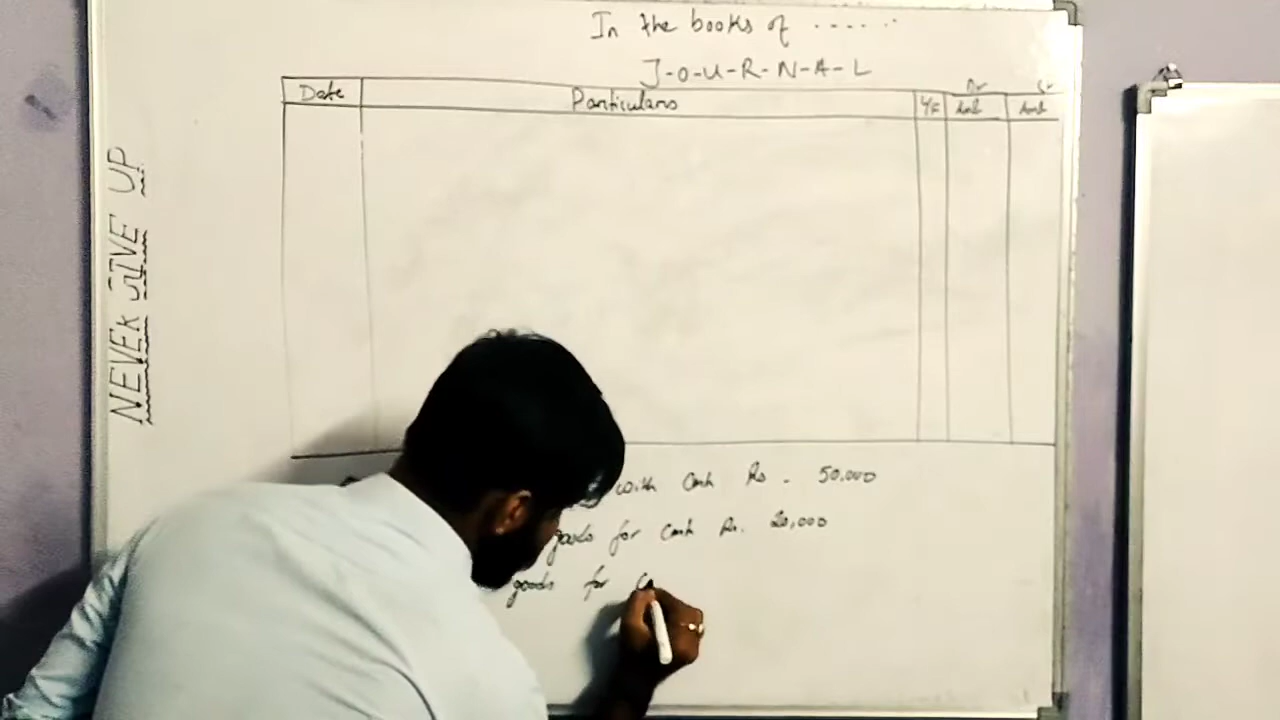 In the books of ......
J-O-U-R-N-A-L
Dr Cr
Date Particulars L/F Amt Amt
NEVER GIVE UP
with Cash Rs. 50,000
goods for Cash Rs. 20,000
goods for